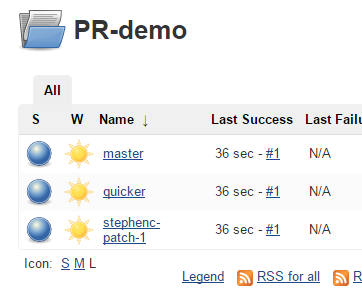 PR-demo
All
S W Name ↓ Last Success Last Failu
master 36 sec - #1 N/A
quicker 36 sec - #1 N/A
stephenc-
patch-1 36 sec - #1 N/A
Icon: S M L
Legend RSS for all R